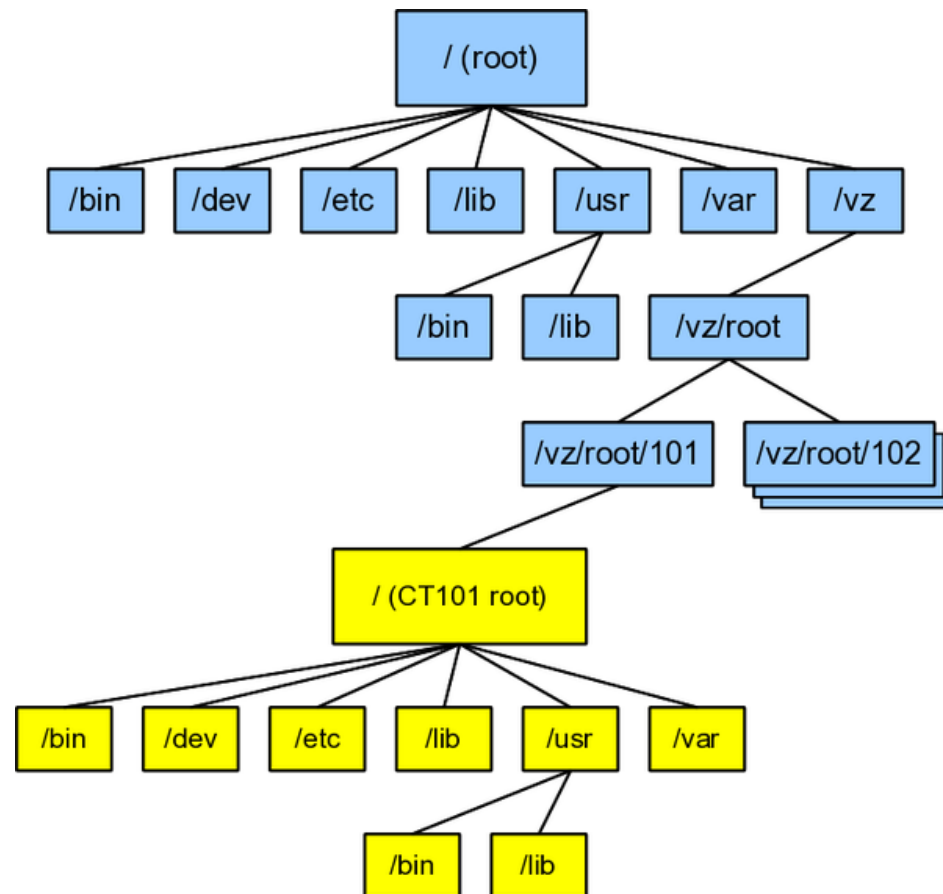 / (root)
/bin
/dev
/etc
/lib
/usr
/var
/vz
/bin
/lib
/vz/root
/vz/root/101
/vz/root/102
/ (CT101 root)
/bin
/dev
/etc
/lib
/usr
/var
/bin
/lib